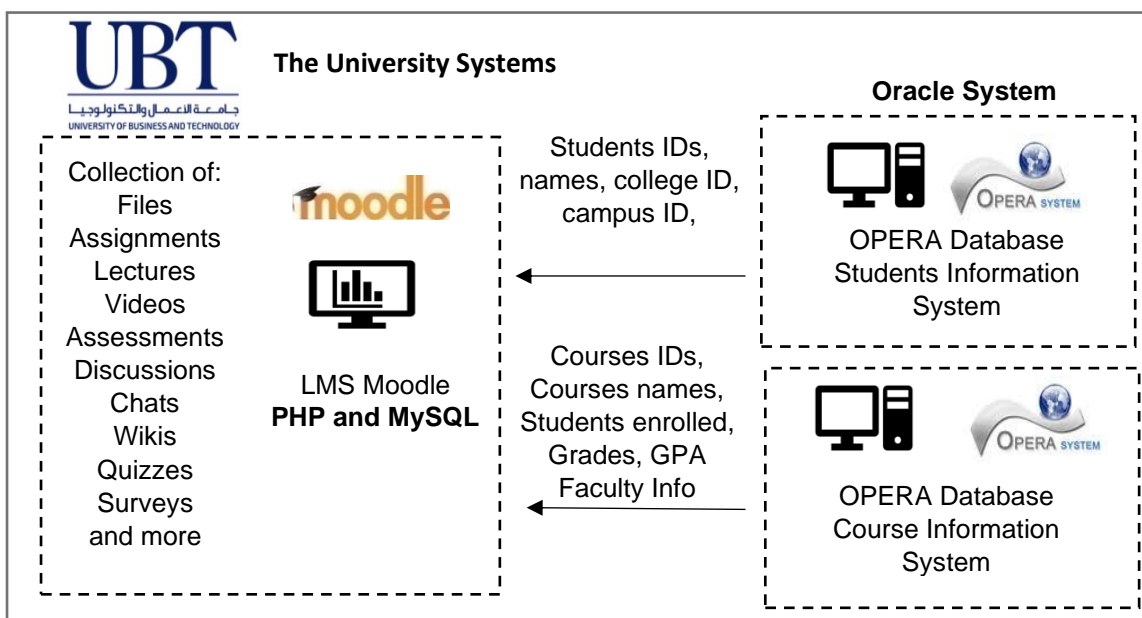 UBT
جامعة الاعمال والتكنولوجيا
UNIVERSITY OF BUSINESS AND TECHNOLOGY
The University Systems
Collection of:
Files
Assignments
Lectures
Videos
Assessments
Discussions
Chats
Wikis
Quizzes
Surveys
and more
moodle
LMS Moodle
PHP and MySQL
Students IDs,
names, college ID,
campus ID,
Courses IDs,
Courses names,
Students enrolled,
Grades, GPA
Faculty Info
Oracle System
OPERA SYSTEM
OPERA Database
Students Information
System
OPERA SYSTEM
OPERA Database
Course Information
System